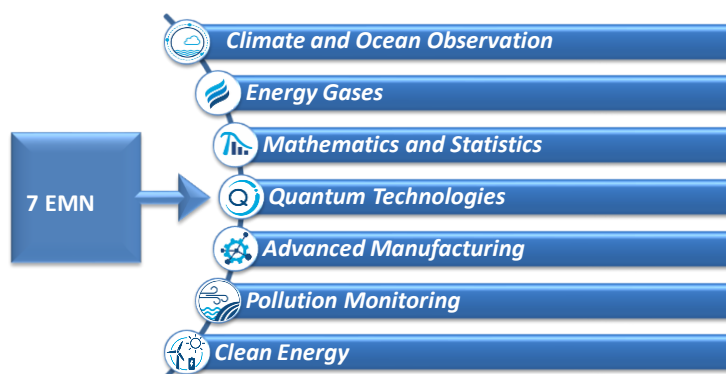 Climate and Ocean Observation
Energy Gases
Mathematics and Statistics
7 EMN
Quantum Technologies
Advanced Manufacturing
Pollution Monitoring
Clean Energy